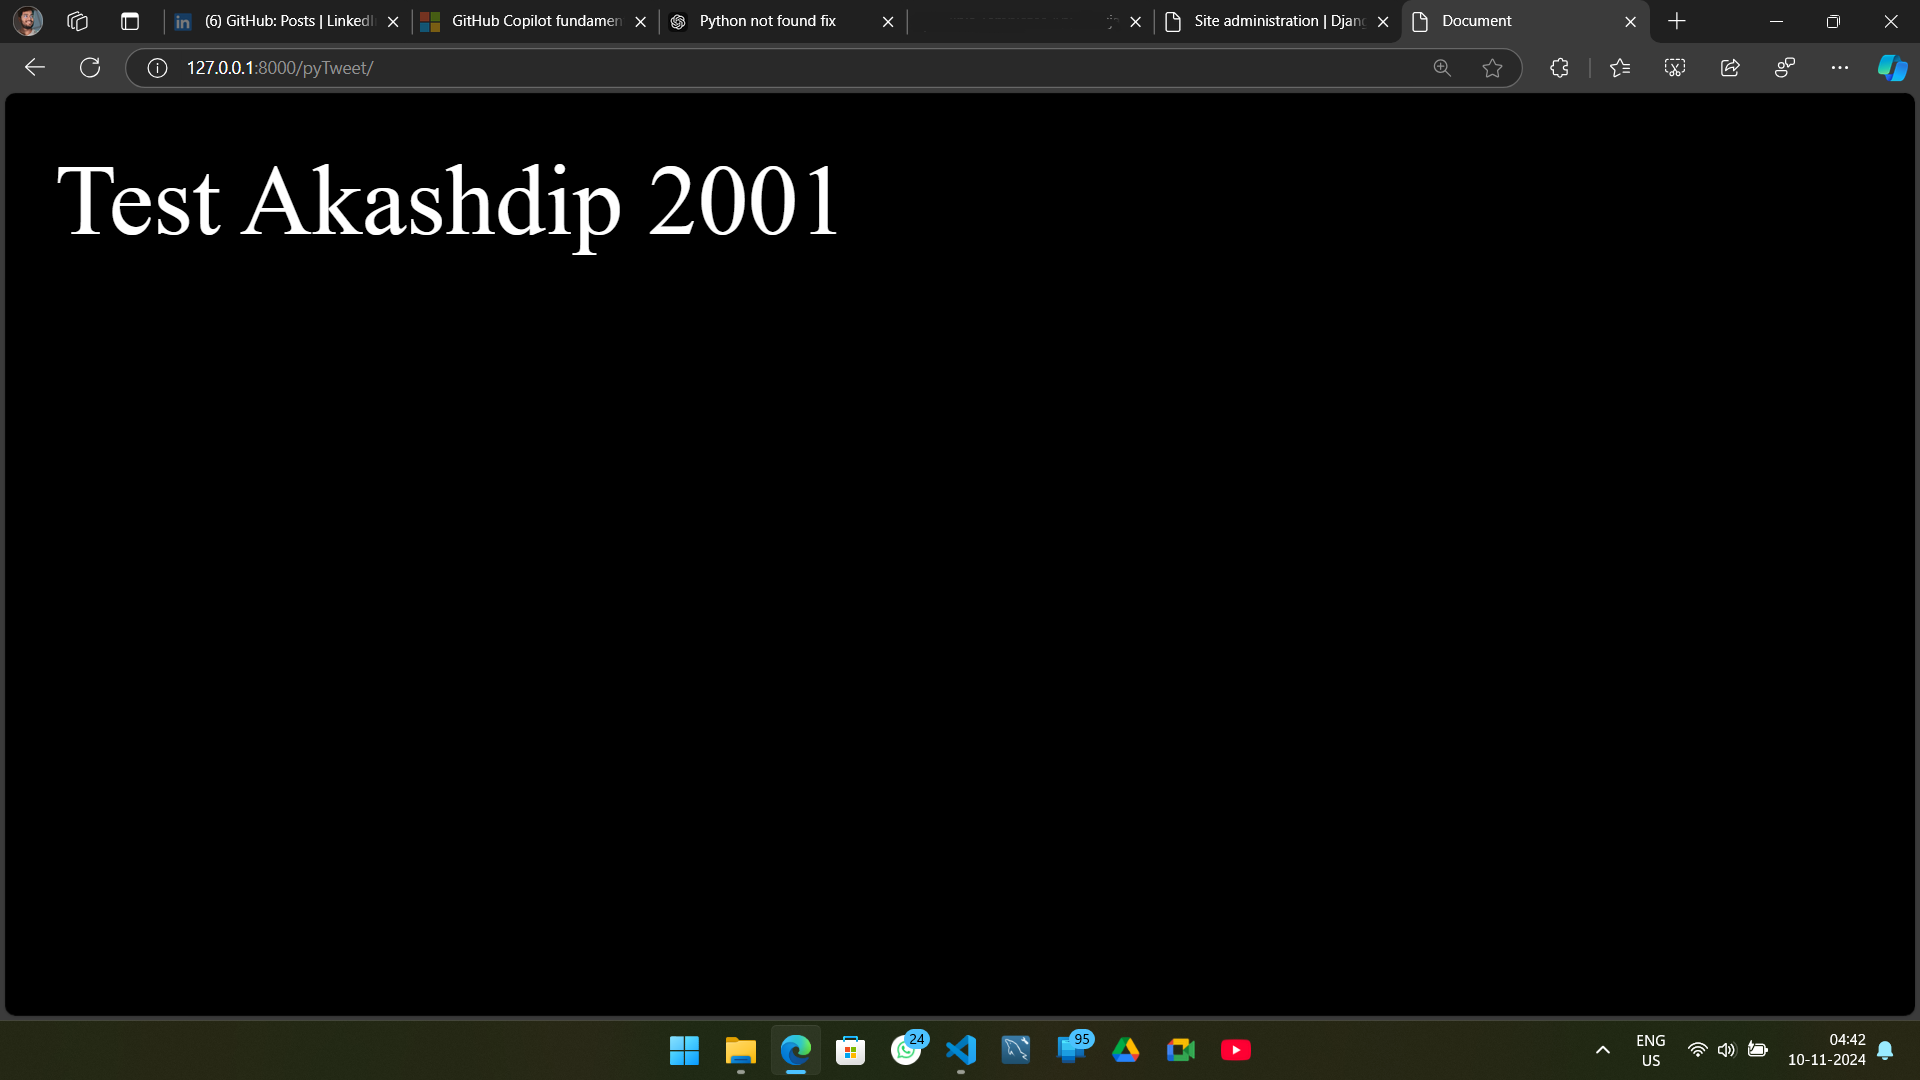 (6) GitHub: Posts | LinkedI
GitHub Copilot fundamen
Python not found fix
Site administration | Djang
Document
127.0.0.1:8000/pyTweet/
Test Akashdip 2001
24
95
ENG
US
04:42
10-11-2024